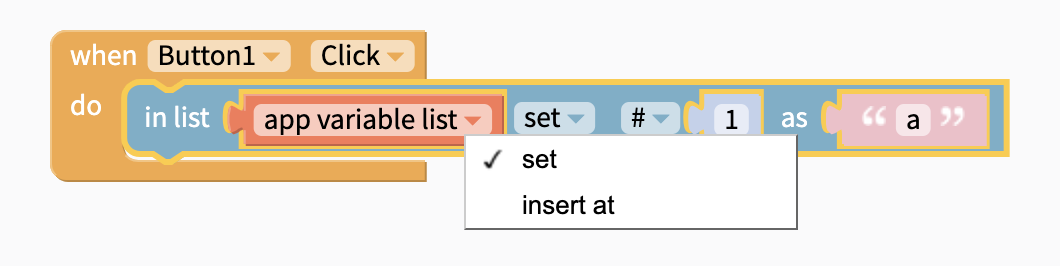 when Button1 Click
do in list app variable list set # 1 as “ a ”
✓ set
insert at